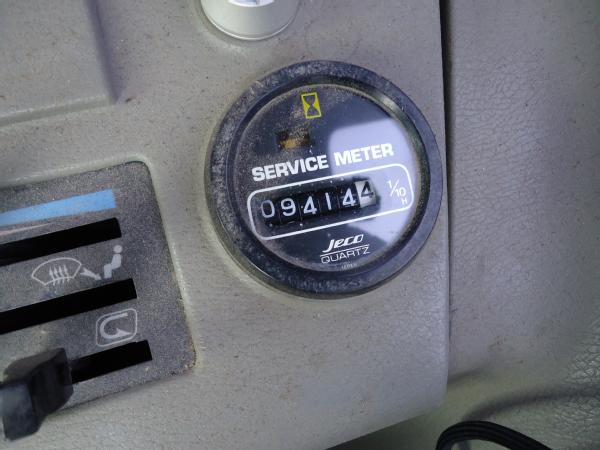 SERVICE METER
094144 1/10 H
Jeco
QUARTZ